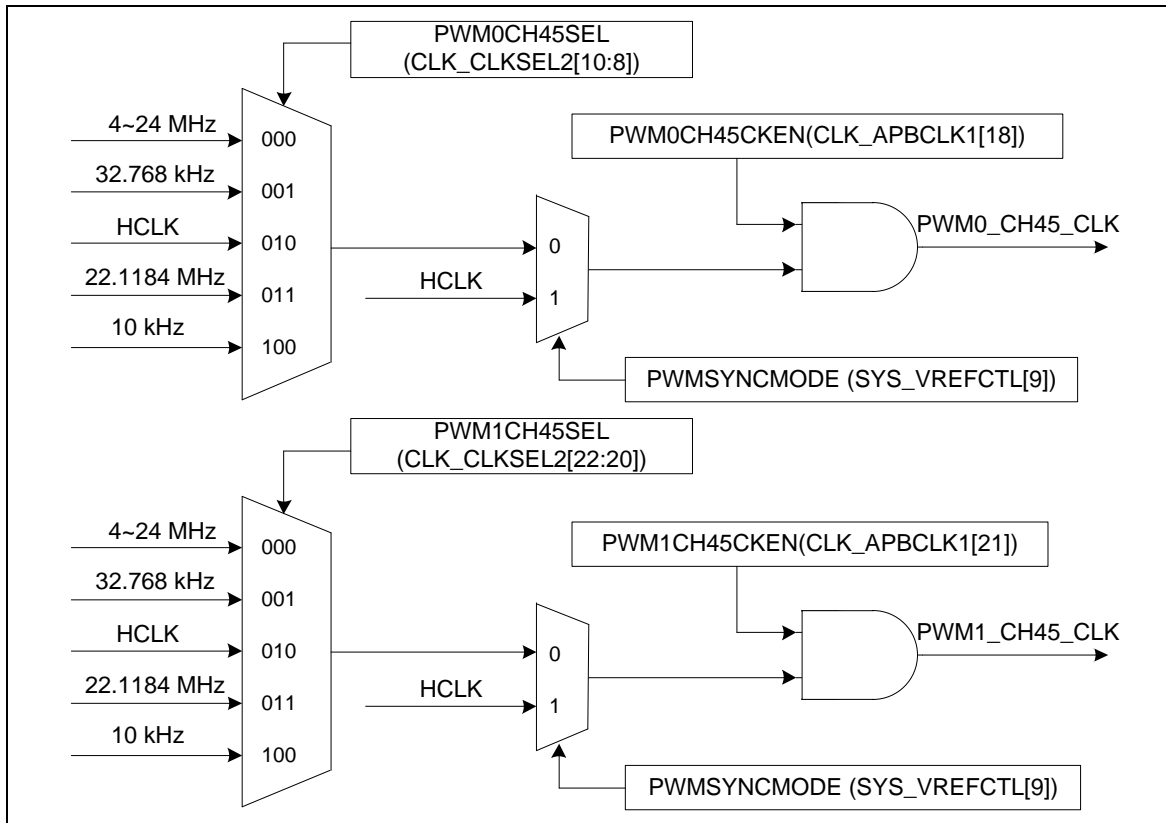 PWM0CH45SEL
(CLK_CLKSEL2[10:8])
4~24 MHz
000
PWM0CH45CKEN(CLK_APBCLK1[18])
32.768 kHz
001
HCLK
010
0
PWM0_CH45_CLK
22.1184 MHz
011
HCLK
1
10 kHz
100
PWMSYNCMODE (SYS_VREFCTL[9])
PWM1CH45SEL
(CLK_CLKSEL2[22:20])
4~24 MHz
000
PWM1CH45CKEN(CLK_APBCLK1[21])
32.768 kHz
001
HCLK
010
0
PWM1_CH45_CLK
22.1184 MHz
011
HCLK
1
10 kHz
100
PWMSYNCMODE (SYS_VREFCTL[9])